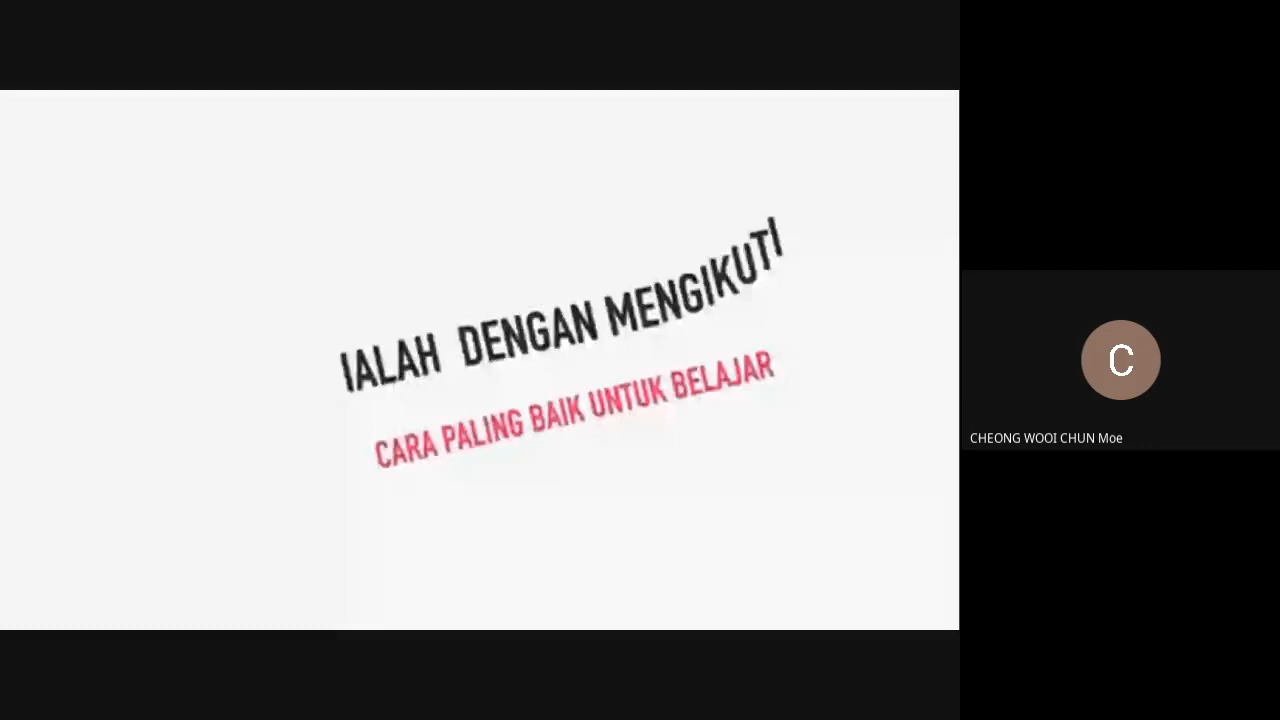 IALAH DENGAN MENGIKUTI
CARA PALING BAIK UNTUK BELAJAR
C
CHEONG WOOI CHUN Moe